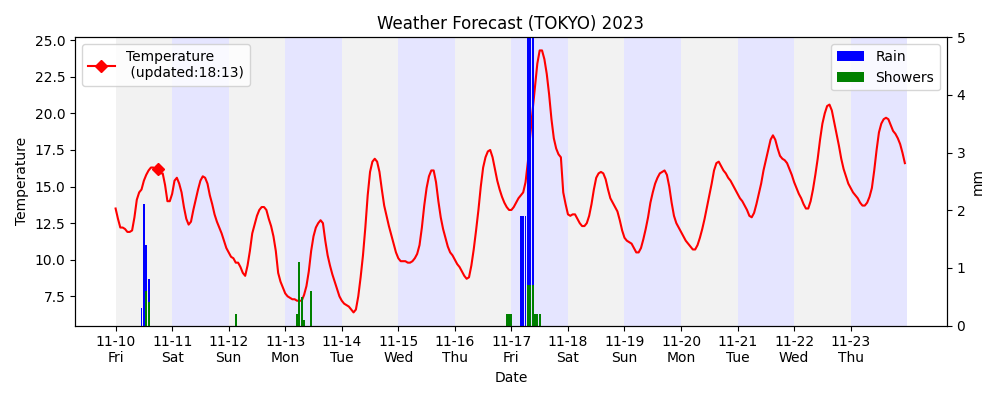 Weather Forecast (TOKYO) 2023
Temperature
(updated:18:13)
Rain
Showers
Temperature
25.0
22.5
20.0
17.5
15.0
12.5
10.0
7.5
5
4
3
2
1
0
mm
11-10 11-11 11-12 11-13 11-14 11-15 11-16 11-17 11-18 11-19 11-20 11-21 11-22 11-23
Fri Sat Sun Mon Tue Wed Thu Fri Sat Sun Mon Tue Wed Thu
Date